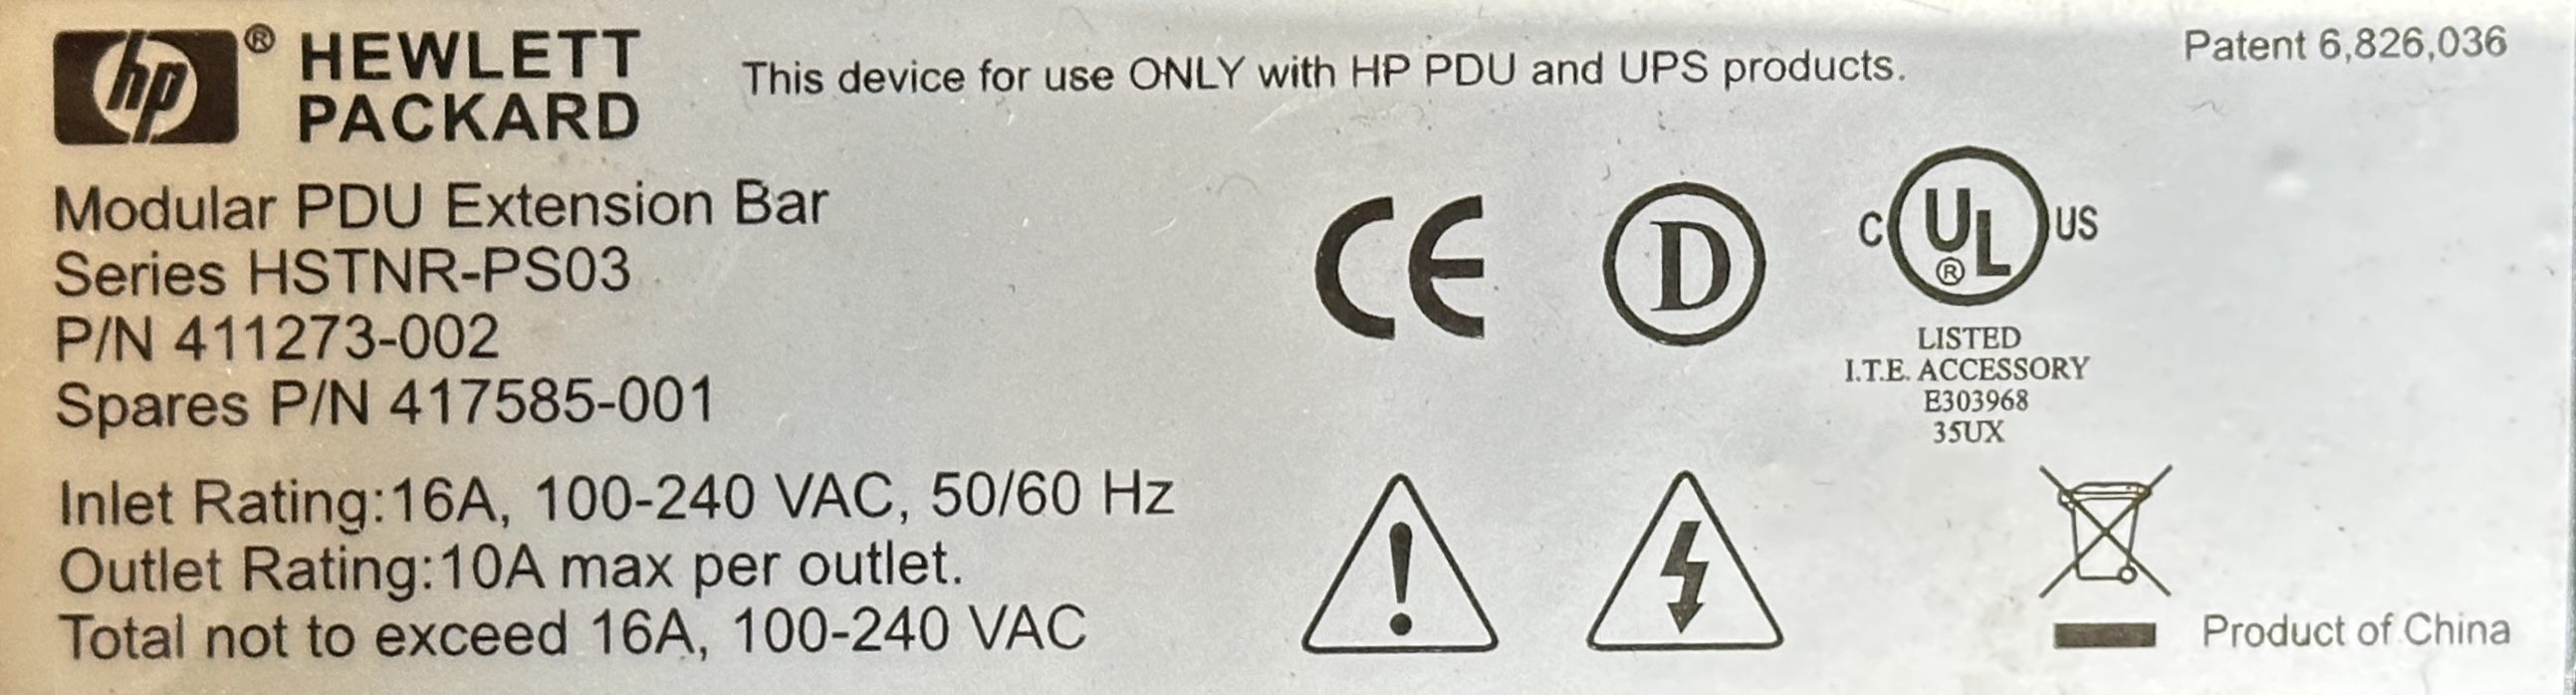 hp ® HEWLETT
PACKARD
This device for use ONLY with HP PDU and UPS products.
Patent 6,826,036
Modular PDU Extension Bar
Series HSTNR-PS03
P/N 411273-002
Spares P/N 417585-001
Inlet Rating:16A, 100-240 VAC, 50/60 Hz
Outlet Rating:10A max per outlet.
Total not to exceed 16A, 100-240 VAC
CE
D
C UL ® US
LISTED
I.T.E. ACCESSORY
E303968
35UX
!
Product of China